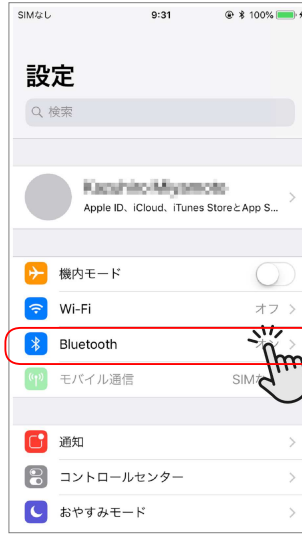 SIMなし 9:31 100%
設定
検索
Apple ID、iCloud、iTunes StoreとApp S...
機内モード
Wi-Fi オフ
Bluetooth
モバイル通信 SIM
通知
コントロールセンター
おやすみモード